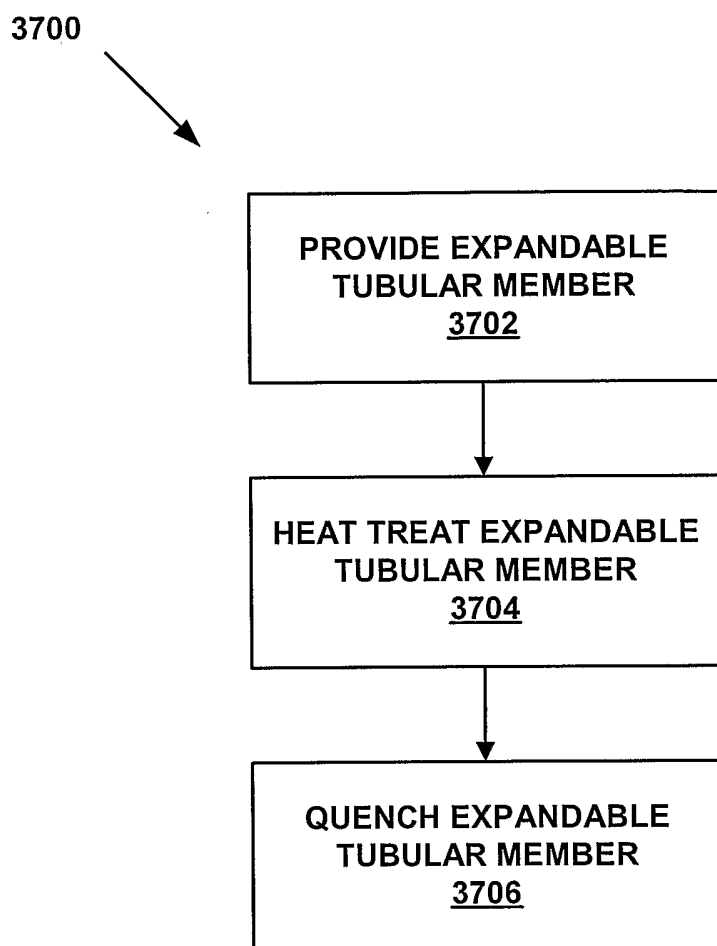 3700
PROVIDE EXPANDABLE
TUBULAR MEMBER
3702
HEAT TREAT EXPANDABLE
TUBULAR MEMBER
3704
QUENCH EXPANDABLE
TUBULAR MEMBER
3706